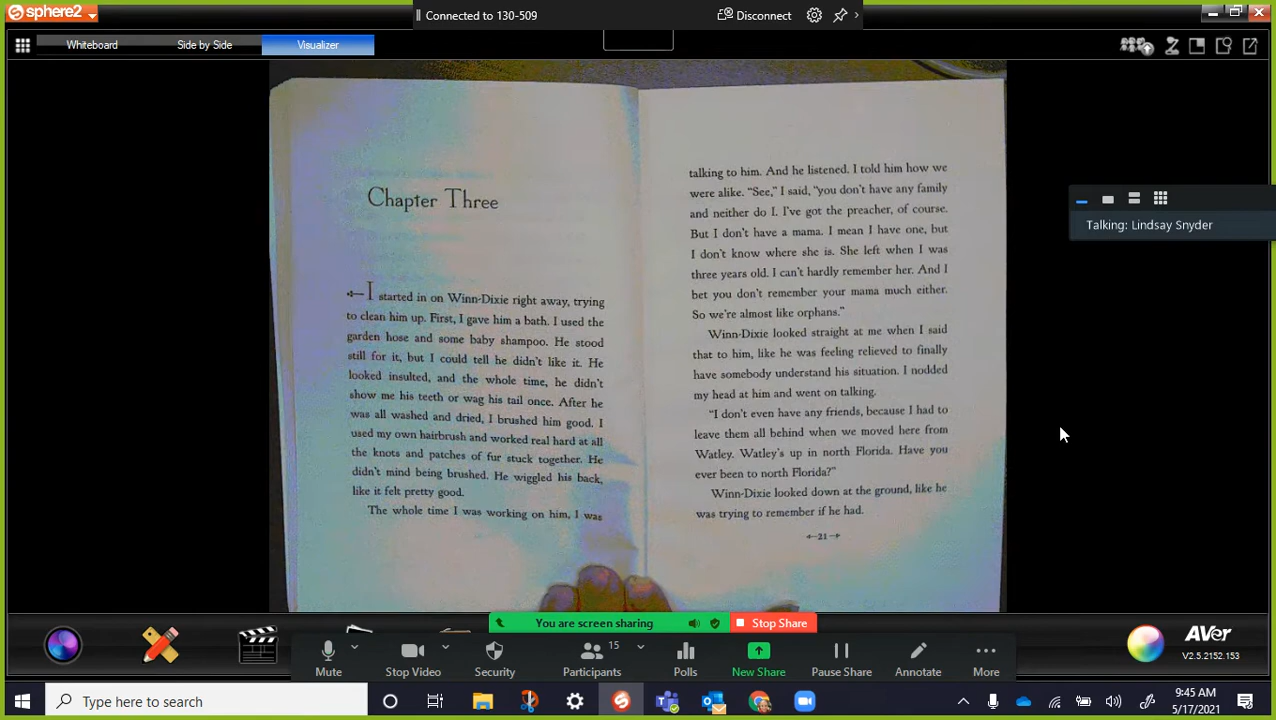 sphere2
Connected to 130-509
Disconnect
Whiteboard
Side by Side
Visualizer
Talking: Lindsay Snyder
Chapter Three
I started in on Winn-Dixie right away, trying
to clean him up. First, I gave him a bath. I used the
garden hose and some baby shampoo. He stood
still for it, but I could tell he didn't like it. He
looked insulted, and the whole time, he didn't
show me his teeth or wag his tail once. After he
was all washed and dried, I brushed him good. I
used my own hairbrush and worked real hard at all
the knots and patches of fur stuck together. He
didn't mind being brushed. He wiggled his back,
like it felt pretty good.
The whole time I was working on him, I was
talking to him. And he listened. I told him how we
were alike. "See," I said, "you don't have any family
and neither do I. I've got the preacher, of course.
But I don't have a mama. I mean I have one, but
I don't know where she is. She left when I was
three years old. I can't hardly remember her. And I
bet you don't remember your mama much either.
So we're almost like orphans."
Winn-Dixie looked straight at me when I said
that to him, like he was feeling relieved to finally
have somebody understand his situation. I nodded
my head at him and went on talking.
"I don't even have any friends, because I had to
leave them all behind when we moved here from
Watley. Watley's up in north Florida. Have you
ever been to north Florida?"
Winn-Dixie looked down at the ground, like he
was trying to remember if he had.
21
You are screen sharing
Stop Share
Mute
Stop Video
Security
15
Participants
Polls
New Share
Pause Share
Annotate
More
AVer
V2.5.2152.153
Type here to search
9:45 AM
5/17/2021